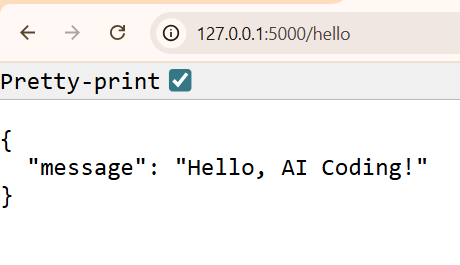 127.0.0.1:5000/hello
Pretty-print
{
"message": "Hello, AI Coding!"
}